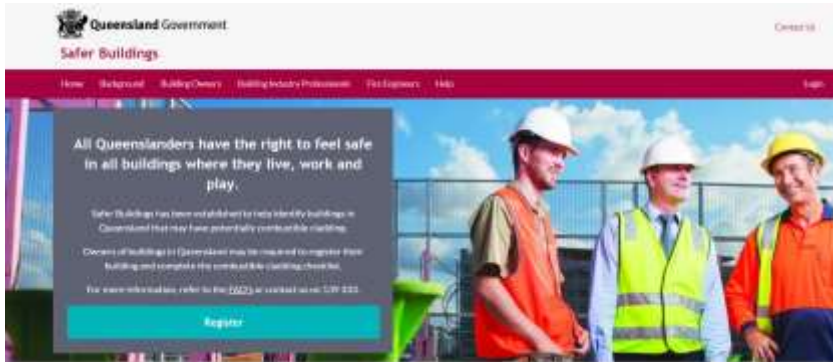 Queensland Government
Contact Us
Safer Buildings
Home Background Building Owners Building Industry Professionals Fire Engineers Help Login
All Queenslanders have the right to feel safe
in all buildings where they live, work and
play.
Safer Buildings has been established to help identify buildings in
Queensland that may have potentially combustible cladding.
Owners of buildings in Queensland may be required to register their
building and complete the combustible cladding checklist.
For more information, refer to the FAQ's or contact us on 139 333.
Register